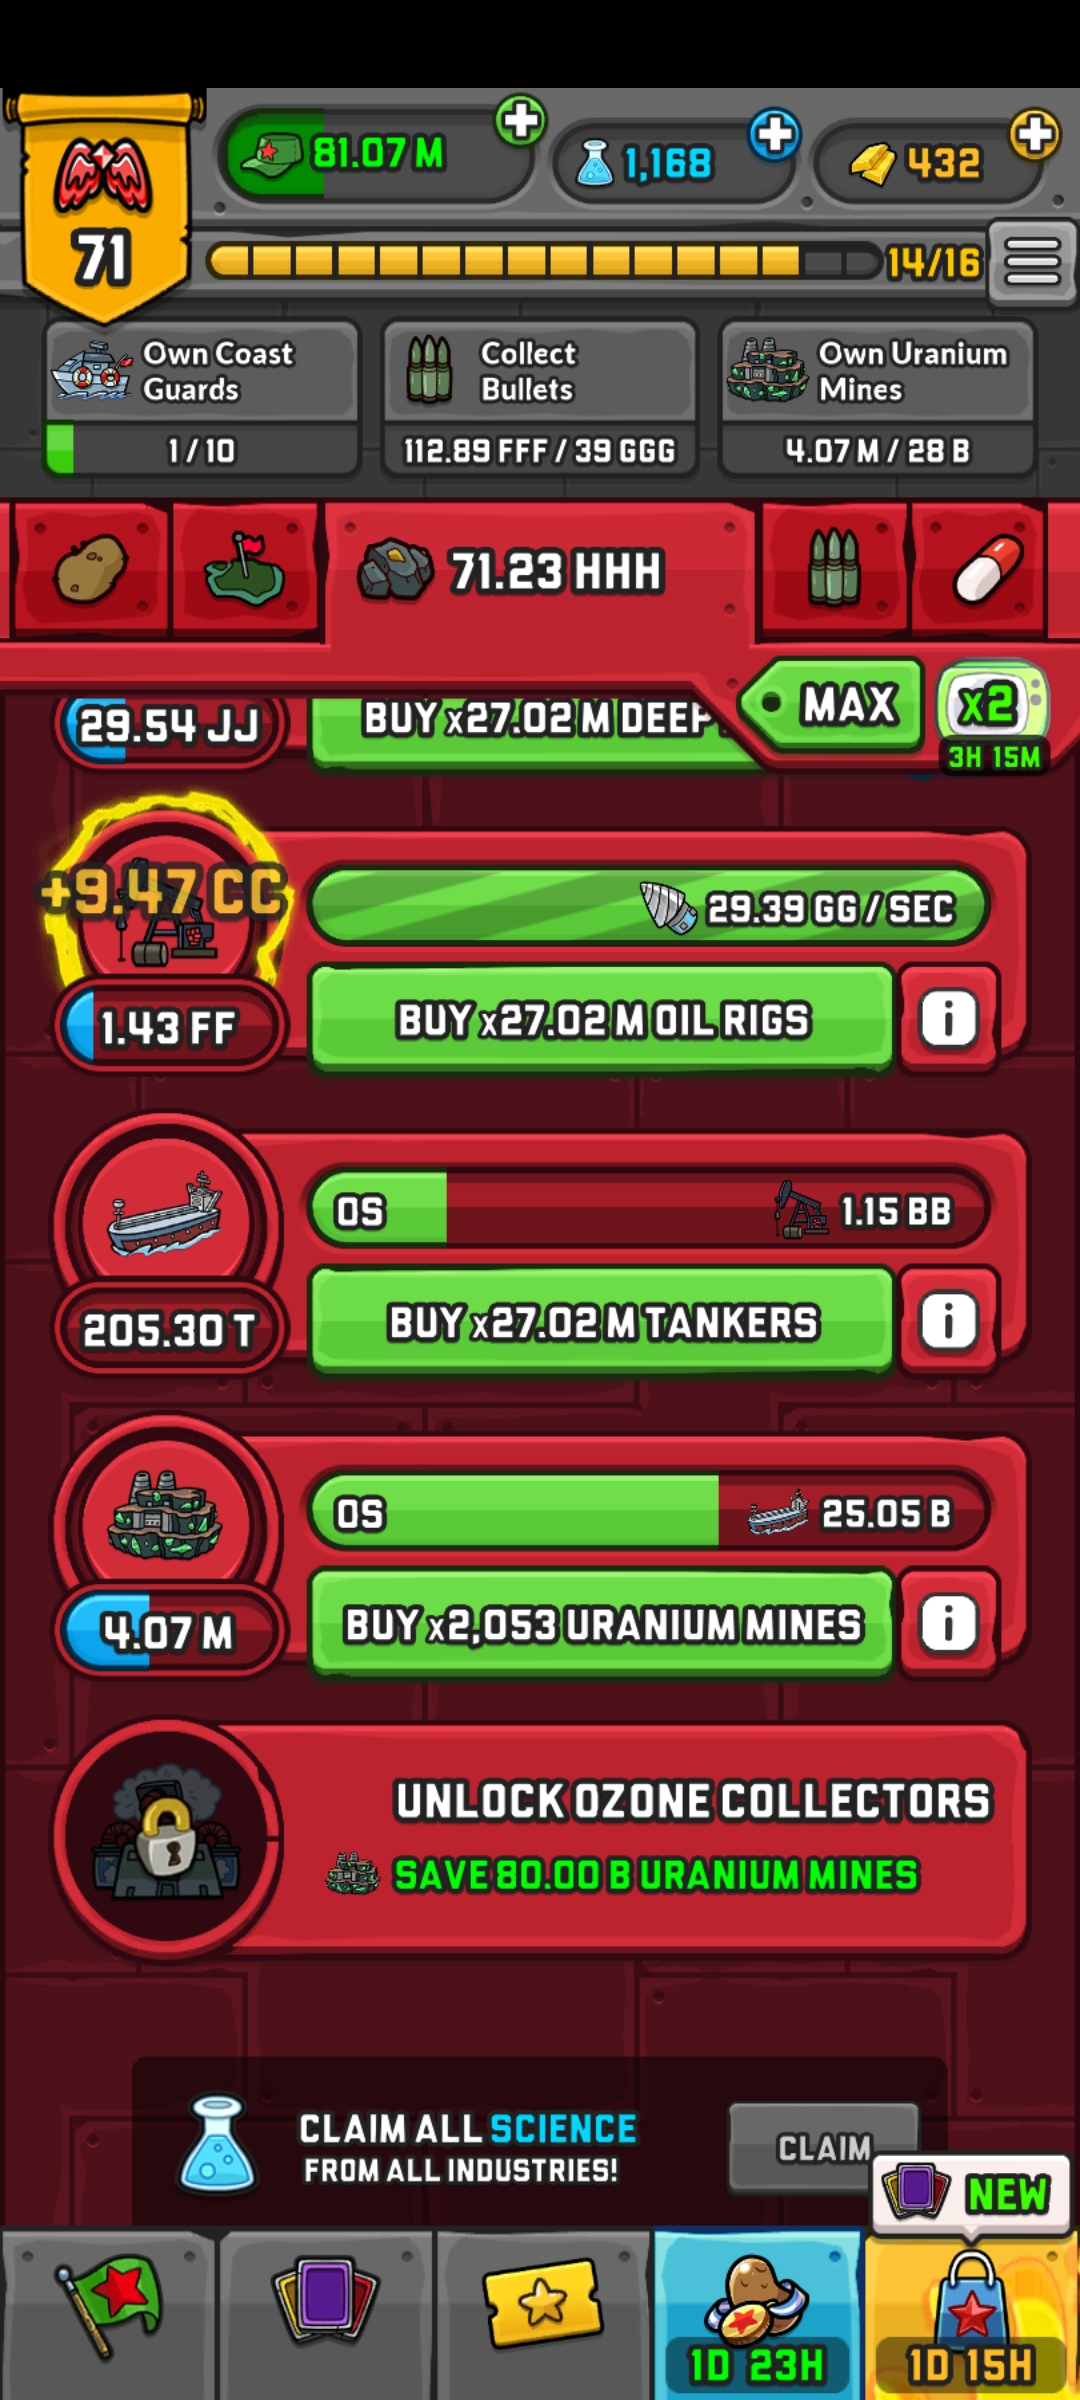 81.07 M
1,168
432
71
14/16
Own Coast
Guards
1 / 10
Collect
Bullets
112.89 FFF / 39 GGG
Own Uranium
Mines
4.07 M / 28 B
71.23 HHH
MAX
x2
3H 15M
29.54 JJ
BUY x27.02 M DEEP
+9.47 CC
29.39 GG / SEC
1.43 FF
BUY x27.02 M OIL RIGS
i
0S
1.15 BB
205.30 T
BUY x27.02 M TANKERS
i
0S
25.05 B
4.07 M
BUY x2,053 URANIUM MINES
i
UNLOCK OZONE COLLECTORS
SAVE 80.00 B URANIUM MINES
CLAIM ALL SCIENCE
FROM ALL INDUSTRIES!
CLAIM
NEW
1D 23H
1D 15H